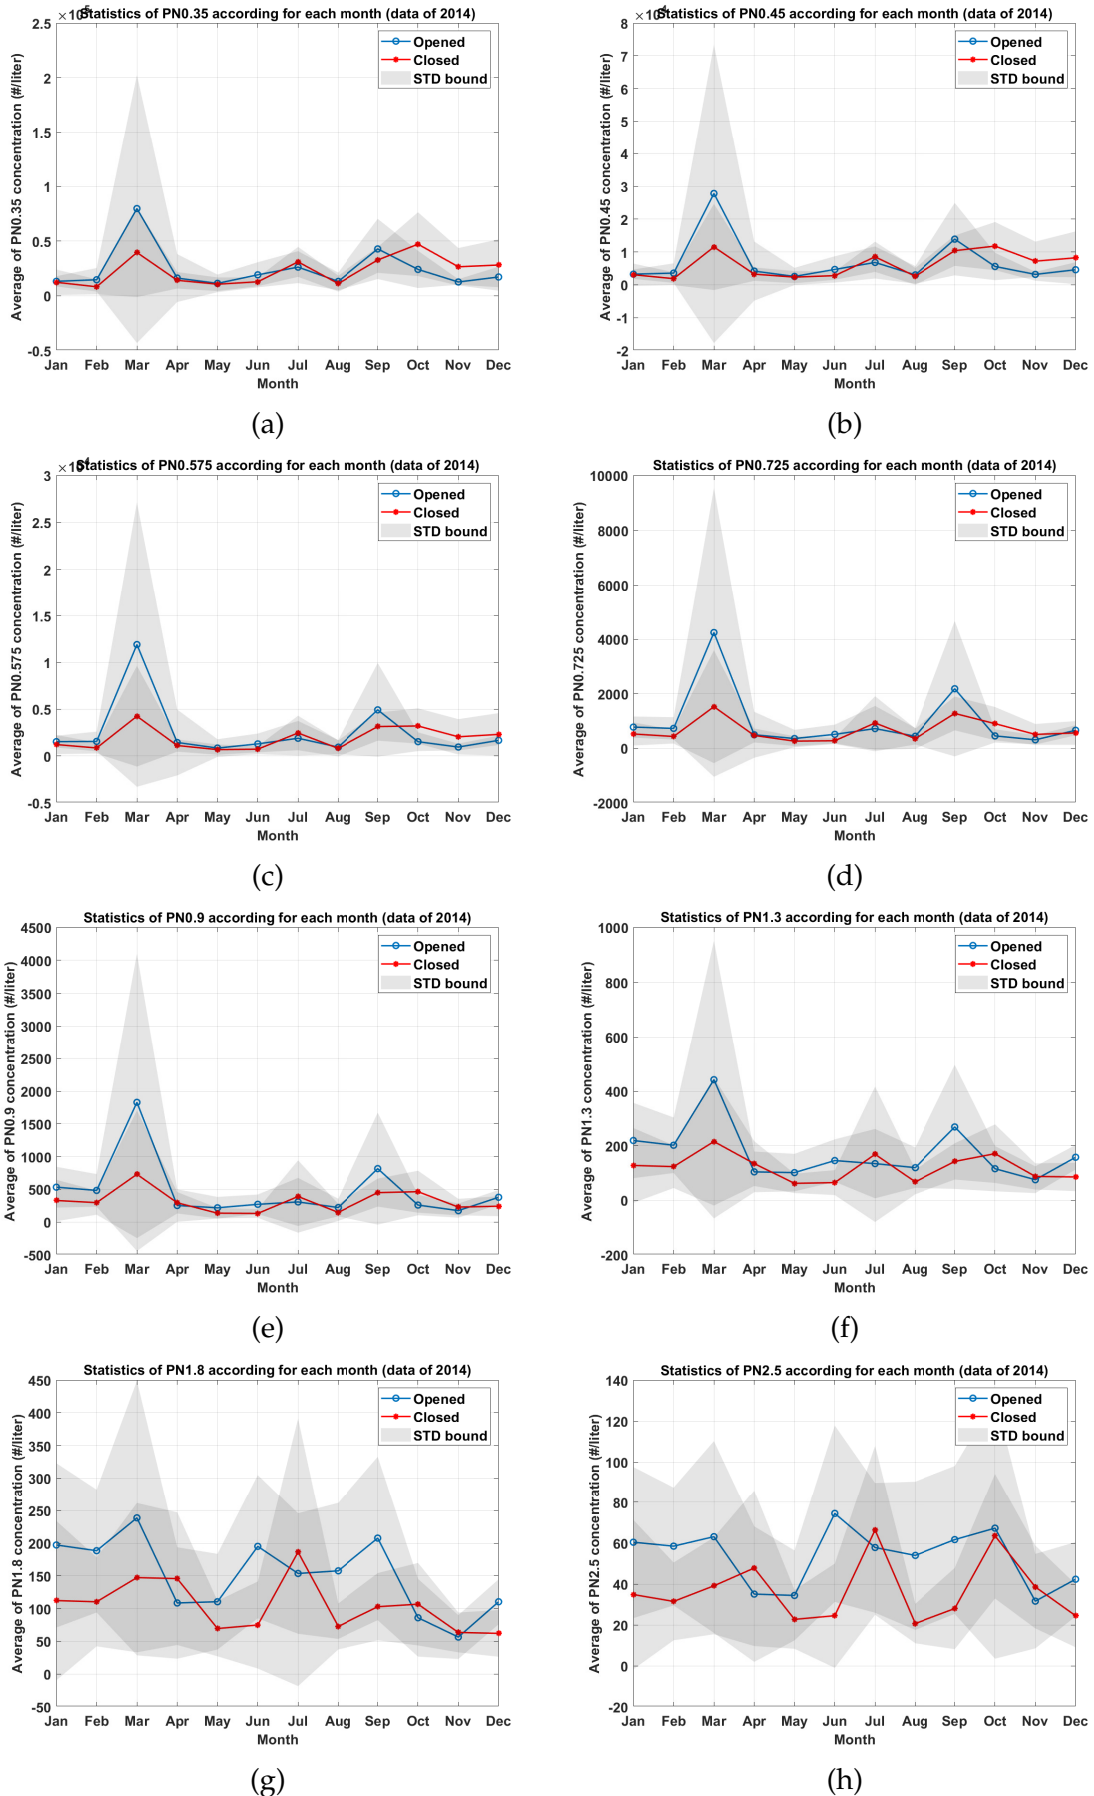 ×10⁵
Statistics of PN0.35 according for each month (data of 2014)
Average of PN0.35 concentration (#/liter)
2.5
2
1.5
1
0.5
0
-0.5
Opened
Closed
STD bound
Jan Feb Mar Apr May Jun Jul Aug Sep Oct Nov Dec
Month
(a)
×10⁴
Statistics of PN0.45 according for each month (data of 2014)
Average of PN0.45 concentration (#/liter)
8
7
6
5
4
3
2
1
0
-1
-2
Opened
Closed
STD bound
Jan Feb Mar Apr May Jun Jul Aug Sep Oct Nov Dec
Month
(b)
×10⁴
Statistics of PN0.575 according for each month (data of 2014)
Average of PN0.575 concentration (#/liter)
3
2.5
2
1.5
1
0.5
0
-0.5
Opened
Closed
STD bound
Jan Feb Mar Apr May Jun Jul Aug Sep Oct Nov Dec
Month
(c)
Statistics of PN0.725 according for each month (data of 2014)
Average of PN0.725 concentration (#/liter)
10000
8000
6000
4000
2000
0
-2000
Opened
Closed
STD bound
Jan Feb Mar Apr May Jun Jul Aug Sep Oct Nov Dec
Month
(d)
Statistics of PN0.9 according for each month (data of 2014)
Average of PN0.9 concentration (#/liter)
4500
4000
3500
3000
2500
2000
1500
1000
500
0
-500
Opened
Closed
STD bound
Jan Feb Mar Apr May Jun Jul Aug Sep Oct Nov Dec
Month
(e)
Statistics of PN1.3 according for each month (data of 2014)
Average of PN1.3 concentration (#/liter)
1000
800
600
400
200
0
-200
Opened
Closed
STD bound
Jan Feb Mar Apr May Jun Jul Aug Sep Oct Nov Dec
Month
(f)
Statistics of PN1.8 according for each month (data of 2014)
Average of PN1.8 concentration (#/liter)
450
400
350
300
250
200
150
100
50
0
-50
Opened
Closed
STD bound
Jan Feb Mar Apr May Jun Jul Aug Sep Oct Nov Dec
Month
(g)
Statistics of PN2.5 according for each month (data of 2014)
Average of PN2.5 concentration (#/liter)
140
120
100
80
60
40
20
0
-20
Opened
Closed
STD bound
Jan Feb Mar Apr May Jun Jul Aug Sep Oct Nov Dec
Month
(h)